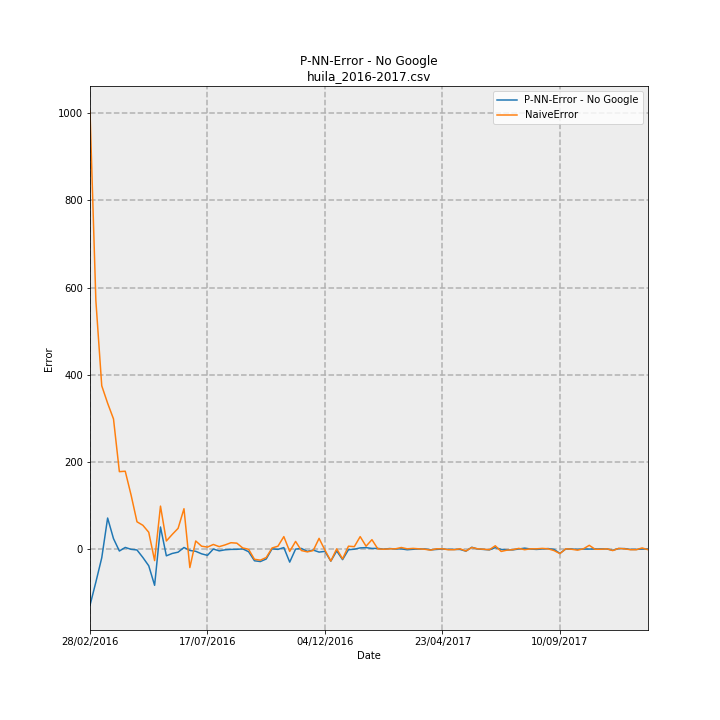 P-NN-Error - No Google
huila_2016-2017.csv
P-NN-Error - No Google
NaiveError
1000
800
600
400
200
0
Error
28/02/2016
17/07/2016
04/12/2016
23/04/2017
10/09/2017
Date